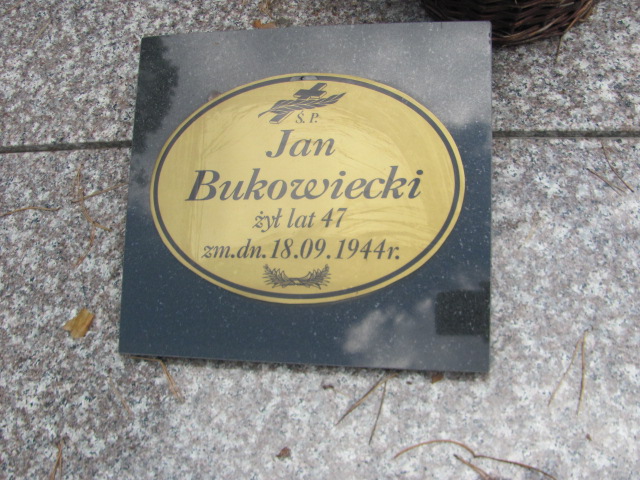 Ś. P.
Jan
Bukowiecki
żył lat 47
zm.dn. 18.09.1944r.